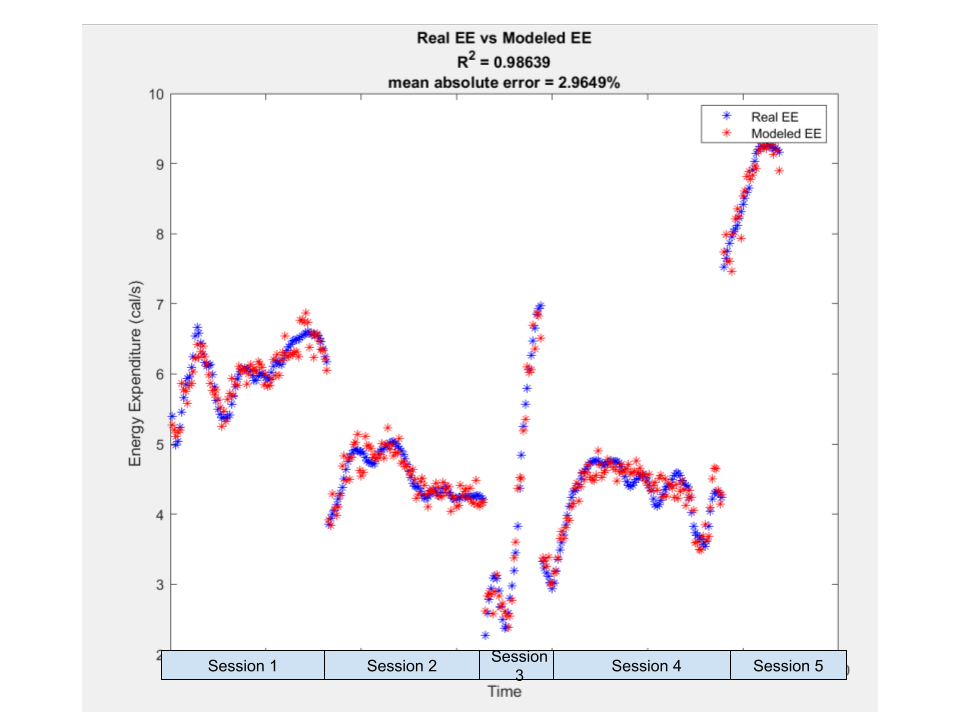 Real EE vs Modeled EE
R² = 0.98639
mean absolute error = 2.9649%
10
Real EE
Modeled EE
9
8
7
6
5
4
3
2
Energy Expenditure (cal/s)
Session 1
Session 2
Session
3
Session 4
Session 5
Time